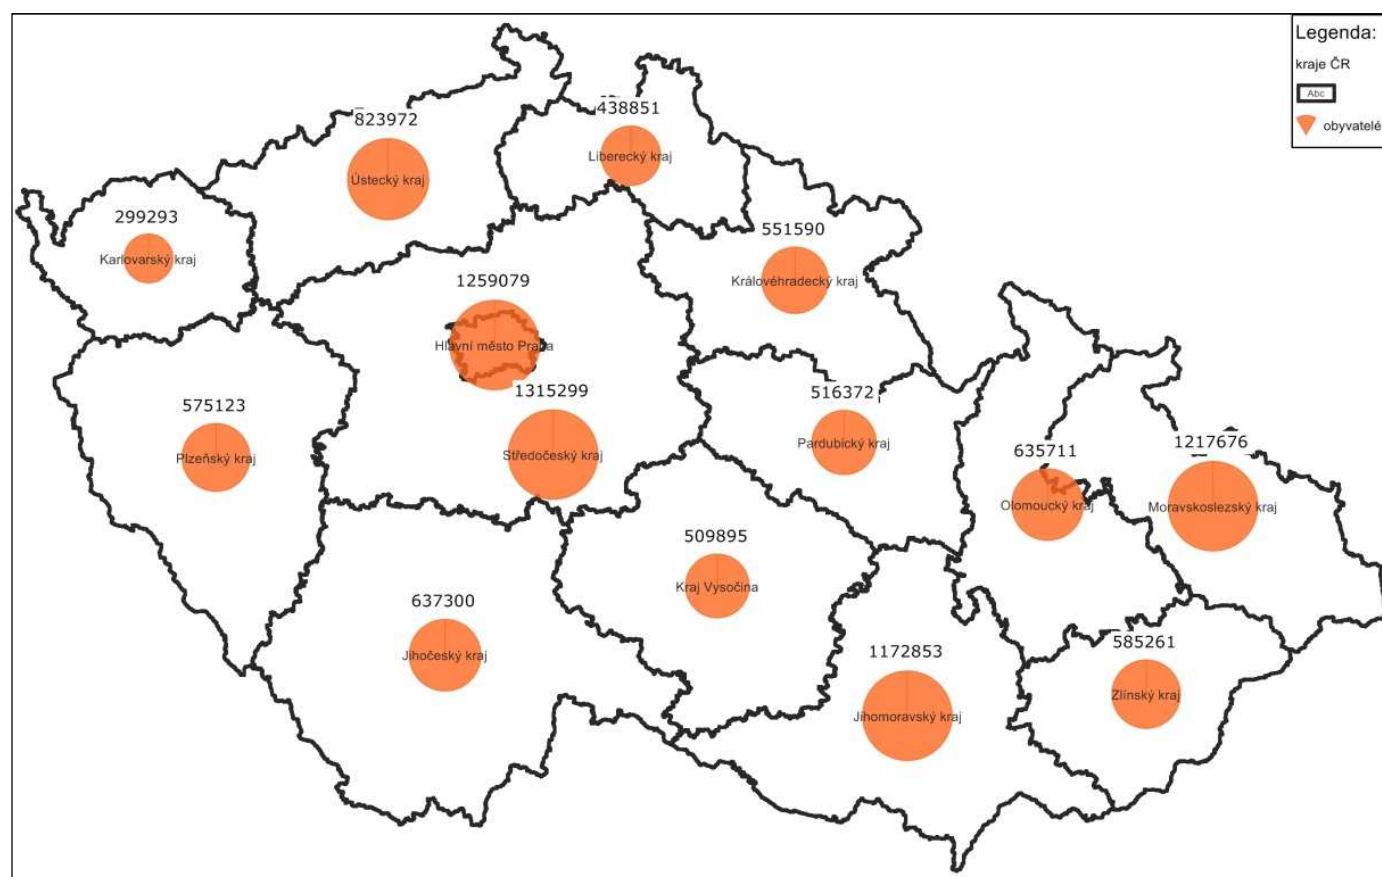 Legenda:
kraje ČR
Abc
obyvatelé
823972
Ústecký kraj
438851
Liberecký kraj
299293
Karlovarský kraj
551590
Královéhradecký kraj
1259079
Hlavní město Praha
1315299
Středočeský kraj
575123
Plzeňský kraj
516372
Pardubický kraj
635711
Olomoucký kraj
1217676
Moravskoslezský kraj
509895
Kraj Vysočina
637300
Jihočeský kraj
1172853
Jihomoravský kraj
585261
Zlínský kraj